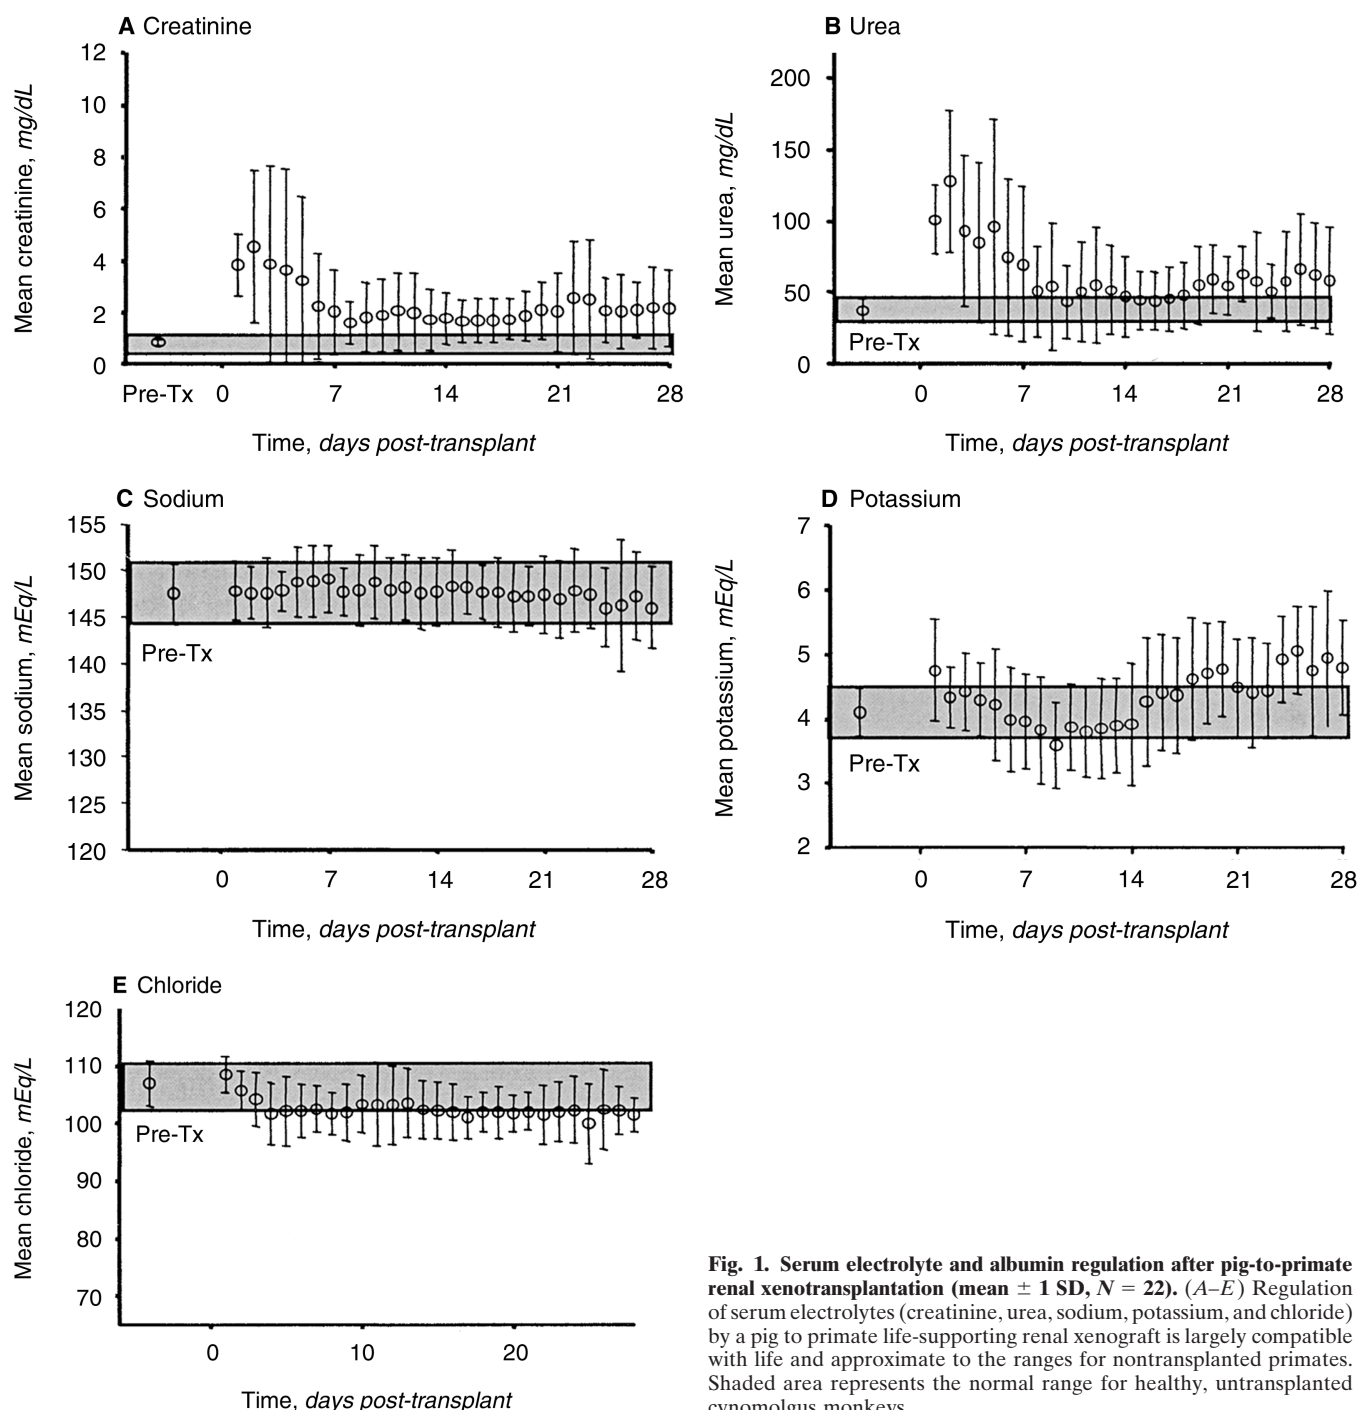 A Creatinine
12
10
8
6
4
2
0
Mean creatinine, mg/dL
Pre-Tx 0 7 14 21 28
Time, days post-transplant
B Urea
200
150
100
50
0
Mean urea, mg/dL
Pre-Tx
0 7 14 21 28
Time, days post-transplant
C Sodium
155
150
145
140
135
130
125
120
Mean sodium, mEq/L
Pre-Tx
0 7 14 21 28
Time, days post-transplant
D Potassium
7
6
5
4
3
2
Mean potassium, mEq/L
Pre-Tx
0 7 14 21 28
Time, days post-transplant
E Chloride
120
110
100
90
80
70
Mean chloride, mEq/L
Pre-Tx
0 10 20
Time, days post-transplant
Fig. 1. Serum electrolyte and albumin regulation after pig-to-primate
renal xenotransplantation (mean ± 1 SD, N = 22). (A–E) Regulation
of serum electrolytes (creatinine, urea, sodium, potassium, and chloride)
by a pig to primate life-supporting renal xenograft is largely compatible
with life and approximate to the ranges for nontransplanted primates.
Shaded area represents the normal range for healthy, untransplanted
cynomolgus monkeys.